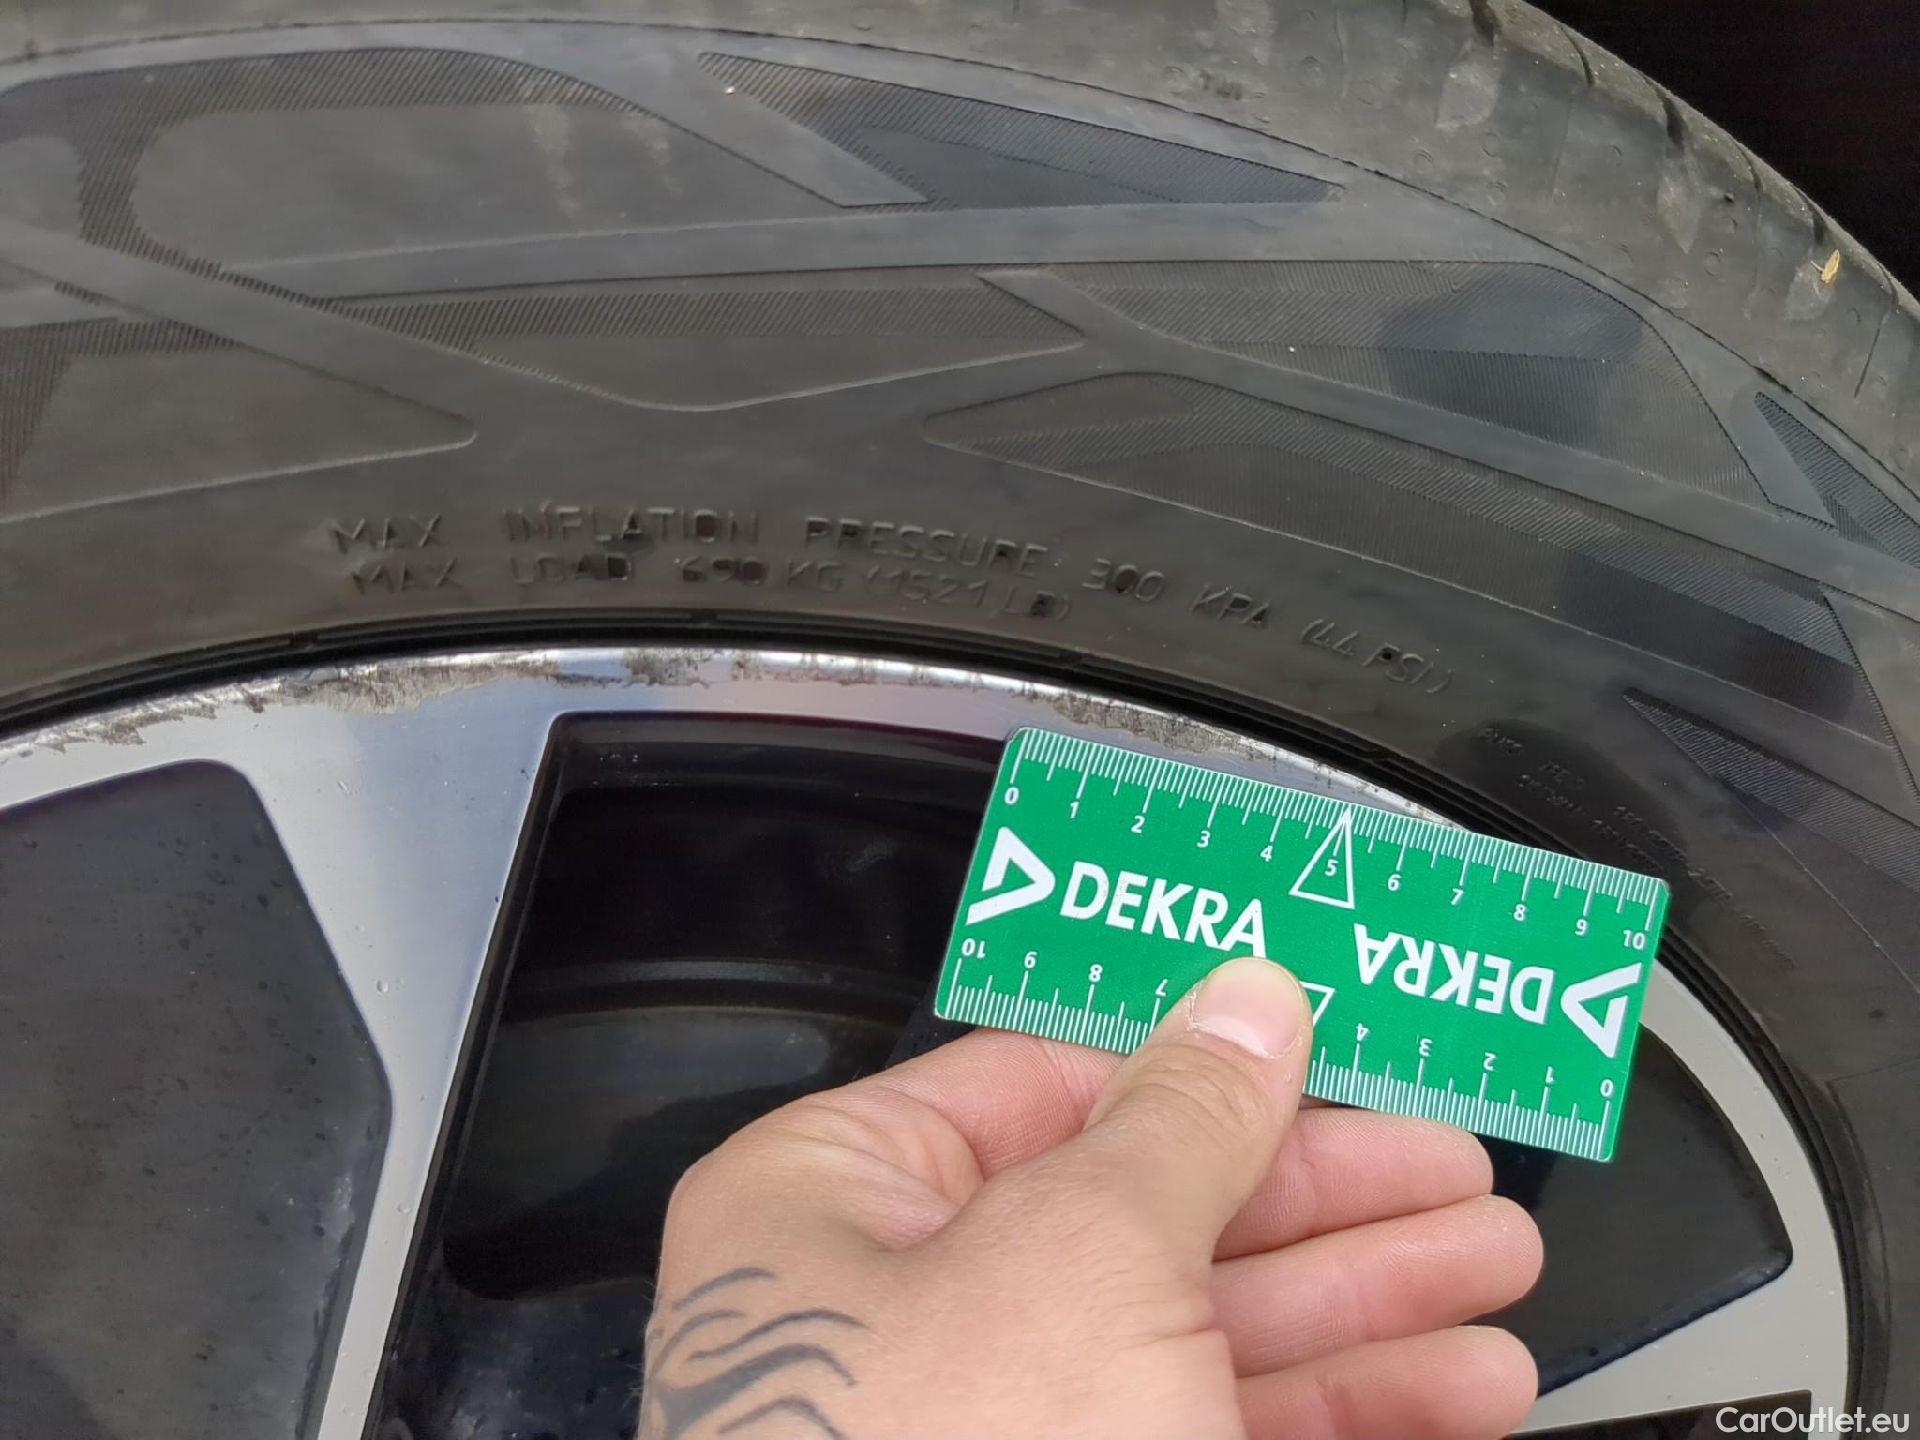 MAX INFLATION PRESSURE 300 KPA (44 PSI)
MAX LOAD 690 KG (1521 LB)
0 1 2 3 4 5 6 7 8 9 10
DEKRA
DEKRA
10 9 8 7 4 3 2 1 0
CarOutlet.eu